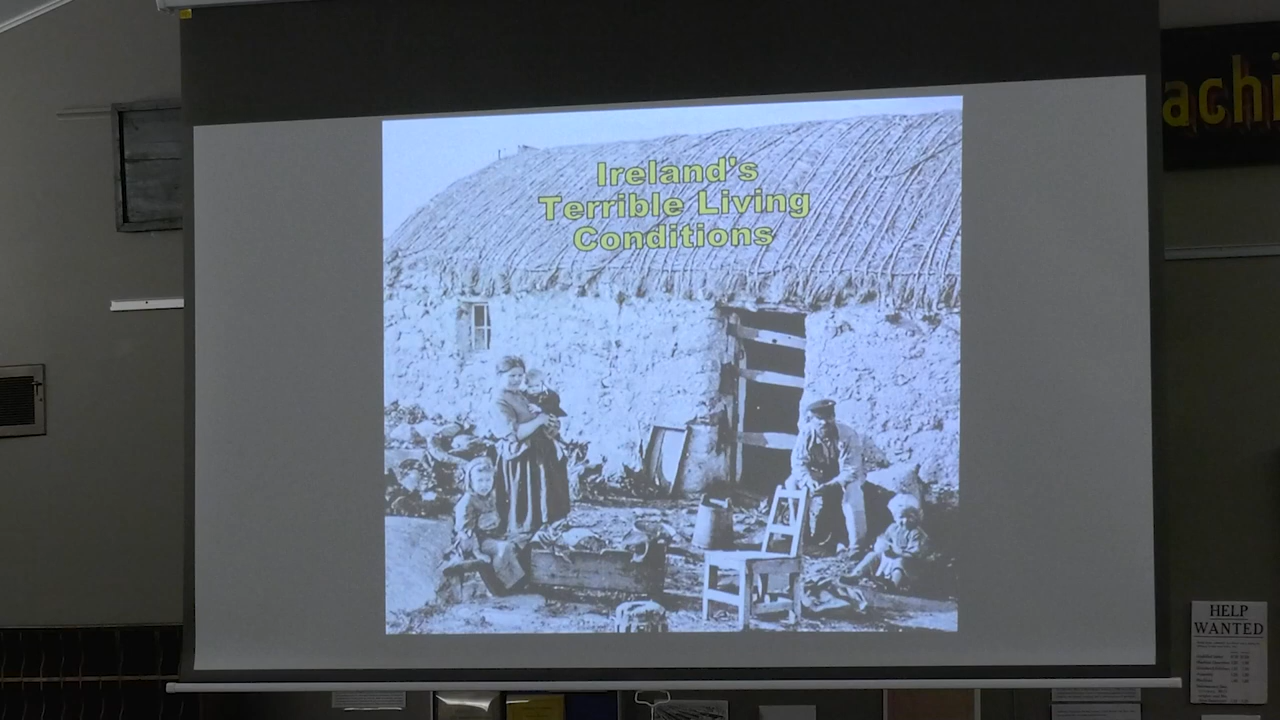 Ireland's
Terrible Living
Conditions
achi
HELP
WANTED